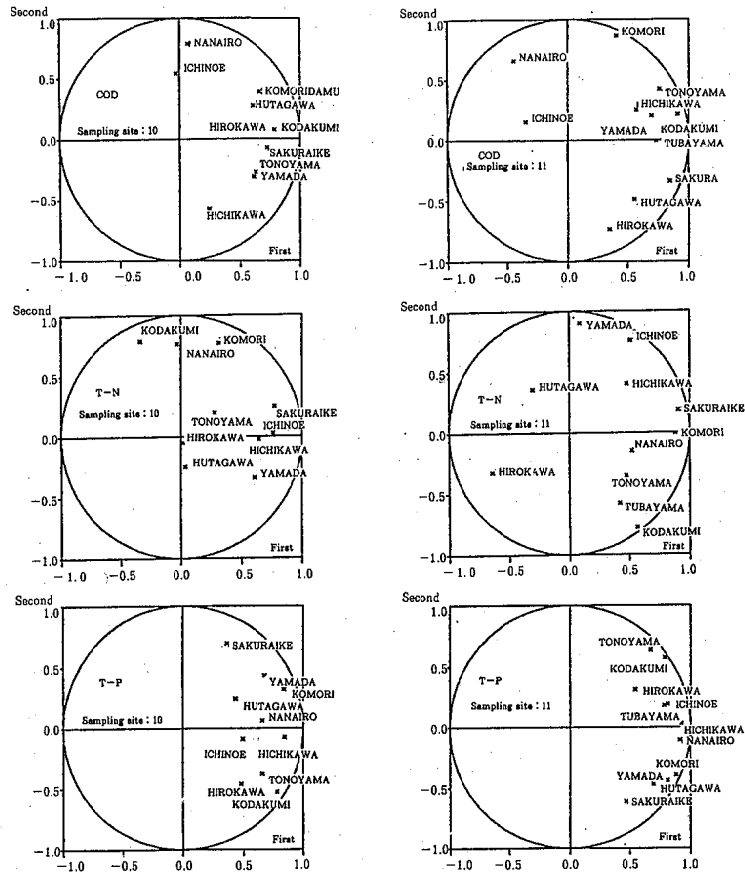 Second
1.0
NANAIRO
ICHINOE
0.5
COD
KOMORIDAMU
HUTAGAWA
Sampling site : 10
HIROKAWA
KODAKUMI
0.0
SAKURAIKE
TONOYAMA
YAMADA
−0.5
HICHIKAWA
First
−1.0
−1.0 −0.5 0.0 0.5 1.0
Second
1.0
KOMORI
NANAIRO
0.5
TONOYAMA
HICHIKAWA
ICHINOE
YAMADA
KODAKUMI
0.0
TUBAYAMA
COD
Sampling site : 11
SAKURA
−0.5
HUTAGAWA
HIROKAWA
First
−1.0
−1.0 −0.5 0.0 0.5 1.0
Second
1.0
KODAKUMI
KOMORI
NANAIRO
0.5
T−N
SAKURAIKE
Sampling site : 10
TONOYAMA
ICHINOE
0.0
HIROKAWA
HICHIKAWA
HUTAGAWA
YAMADA
−0.5
First
−1.0
−1.0 −0.5 0.0 0.5 1.0
Second
1.0
YAMADA
ICHINOE
0.5
HUTAGAWA
HICHIKAWA
T−N
SAKURAIKE
Sampling site : 11
0.0
KOMORI
NANAIRO
HIROKAWA
TONOYAMA
−0.5
TUBAYAMA
KODAKUMI
First
−1.0
−1.0 −0.5 0.0 0.5 1.0
Second
1.0
SAKURAIKE
0.5
T−P
YAMADA
KOMORI
HUTAGAWA
Sampling site : 10
NANAIRO
0.0
ICHINOE
HICHIKAWA
TONOYAMA
−0.5
HIROKAWA
KODAKUMI
First
−1.0
−1.0 −0.5 0.0 0.5 1.0
Second
1.0
TONOYAMA
0.5
KODAKUMI
T−P
HIROKAWA
ICHINOE
Sampling site : 11
TUBAYAMA
0.0
HICHIKAWA
NANAIRO
KOMORI
YAMADA
−0.5
HUTAGAWA
SAKURAIKE
First
−1.0
−1.0 −0.5 0.0 0.5 1.0